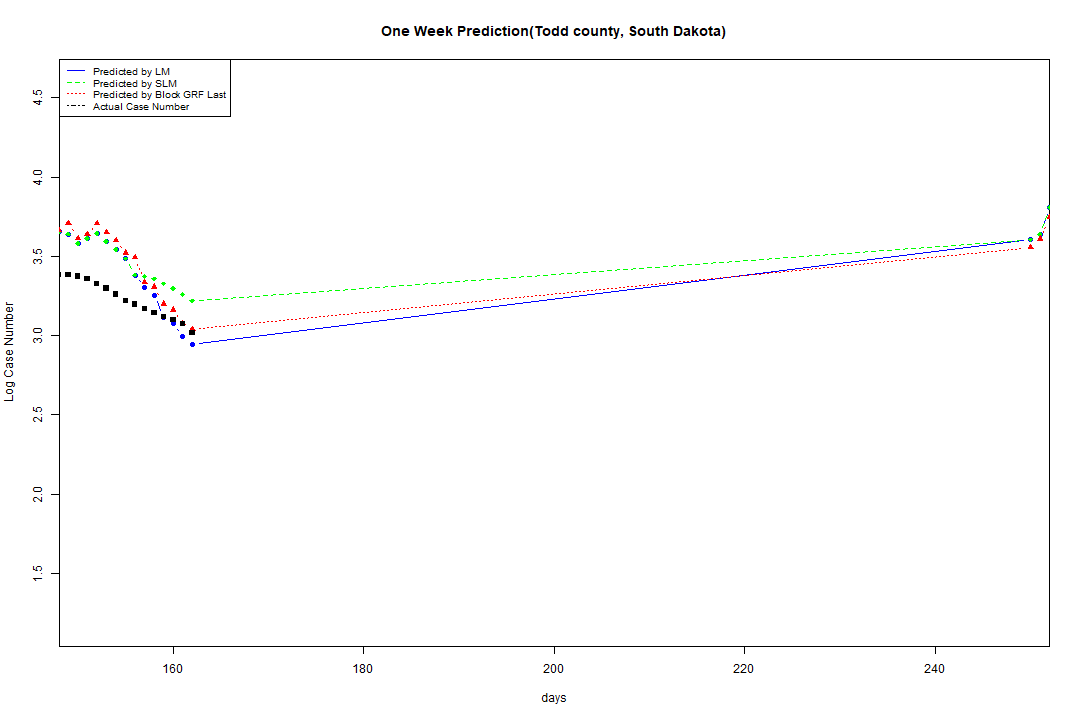 One Week Prediction(Todd county, South Dakota)
Predicted by LM
Predicted by SLM
Predicted by Block GRF Last
Actual Case Number
Log Case Number
4.5
4.0
3.5
3.0
2.5
2.0
1.5
160
180
200
220
240
days